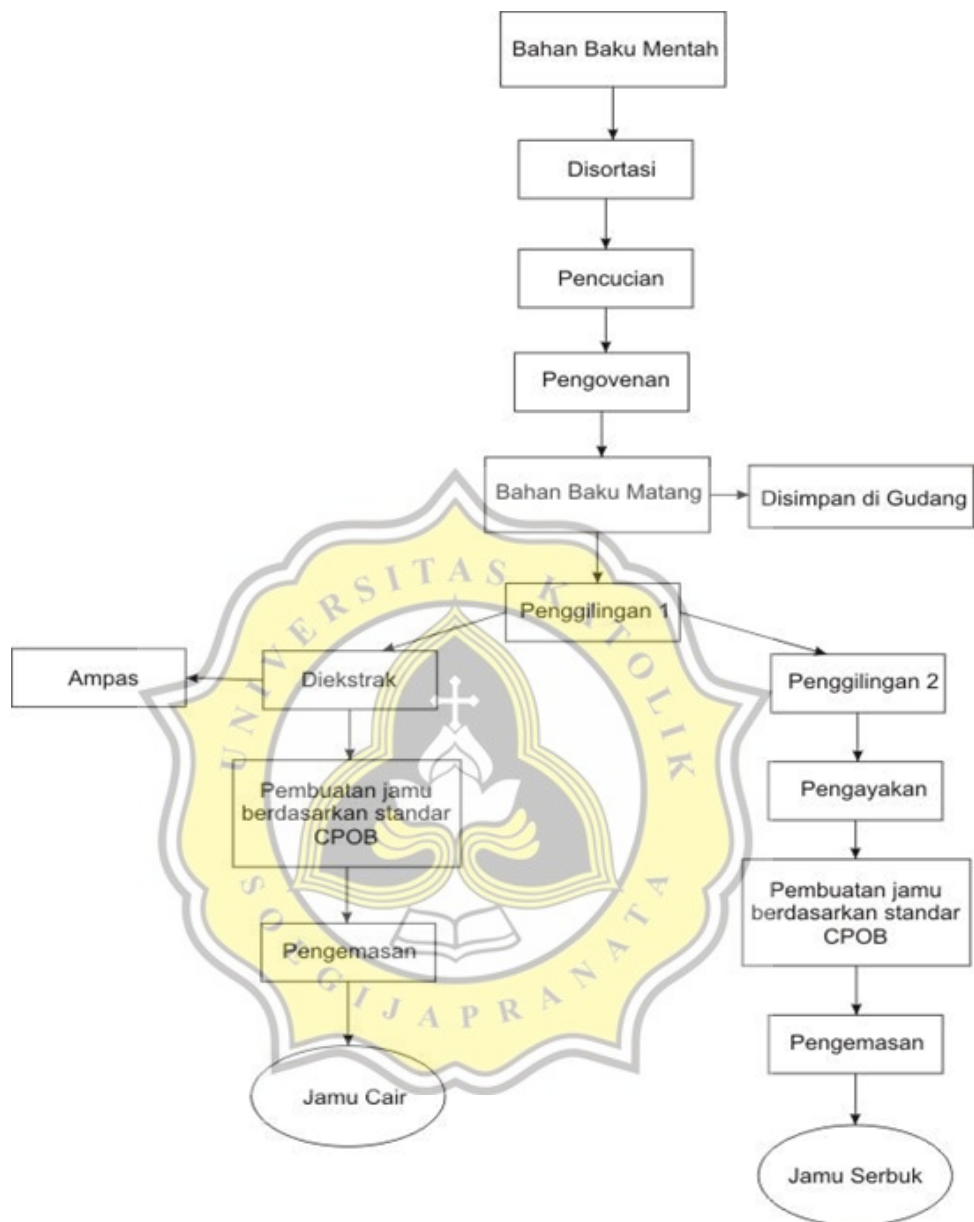 Bahan Baku Mentah
Disortasi
Pencucian
Pengovenan
Bahan Baku Matang
Disimpan di Gudang
Penggilingan 1
Ampas
Diekstrak
Penggilingan 2
Pembuatan jamu
berdasarkan standar
CPOB
Pengayakan
Pembuatan jamu
berdasarkan standar
CPOB
Pengemasan
Pengemasan
Jamu Cair
Jamu Serbuk
UNIVERSITAS KATOLIK
SOEGIJAPRANATA